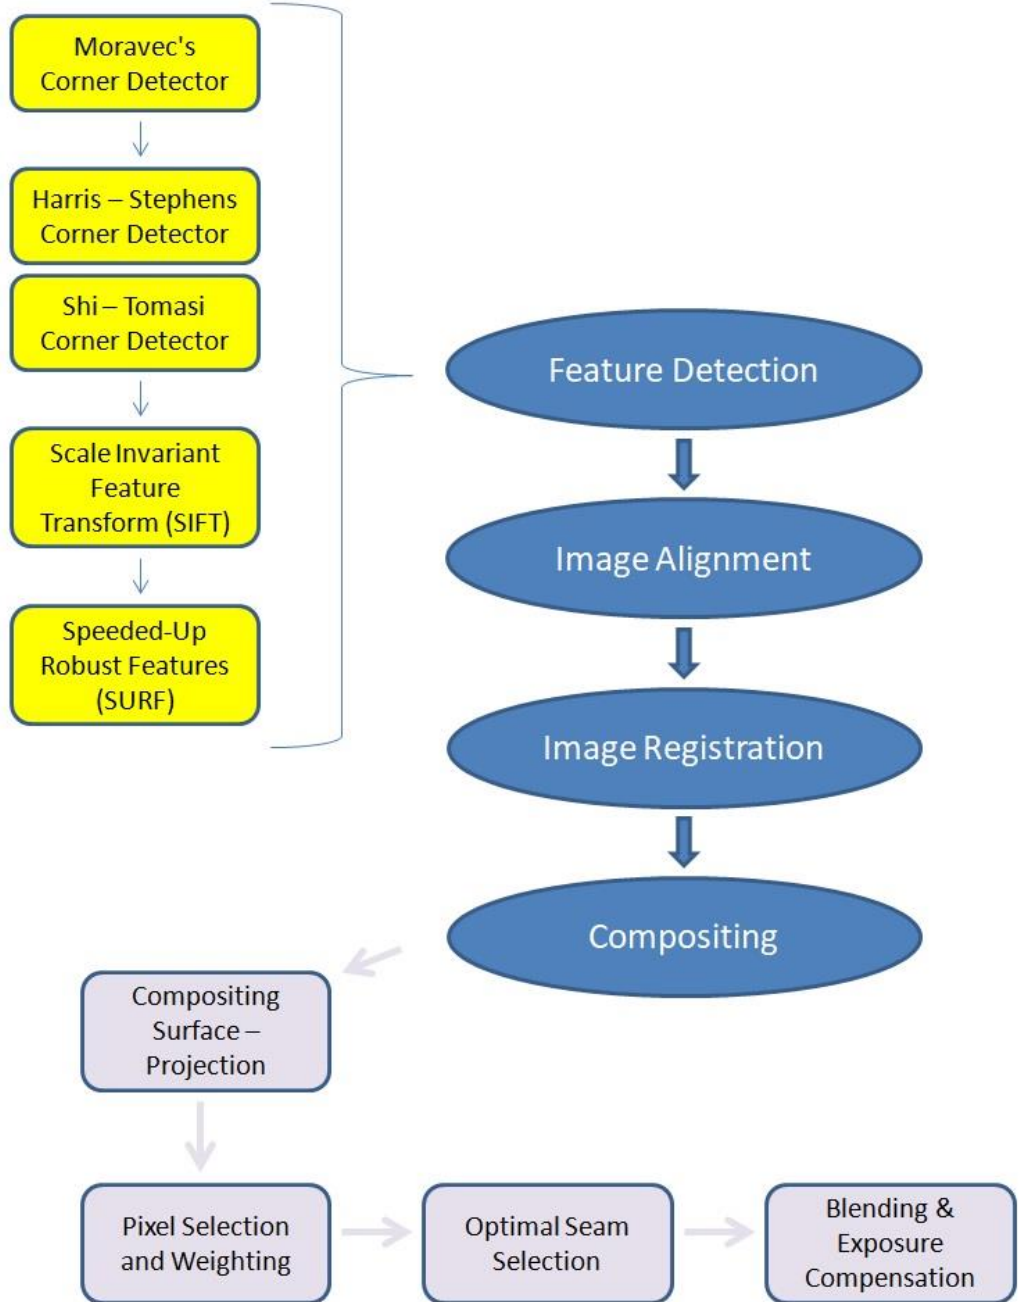 Moravec's
Corner Detector
Harris – Stephens
Corner Detector
Shi – Tomasi
Corner Detector
Scale Invariant
Feature
Transform (SIFT)
Speeded-Up
Robust Features
(SURF)
Feature Detection
Image Alignment
Image Registration
Compositing
Compositing
Surface –
Projection
Pixel Selection
and Weighting
Optimal Seam
Selection
Blending &
Exposure
Compensation